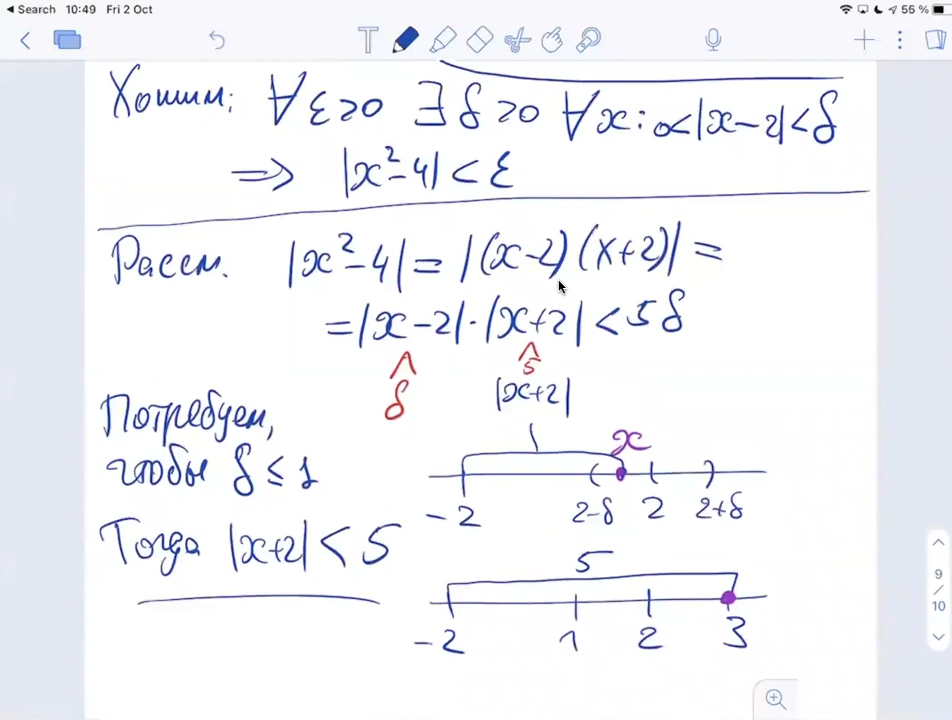 Search 10:49 Fri 2 Oct 55 %
Хотим: ∀ε>0 ∃δ>0 ∀x: 0<|x-2|<δ
⇒ |x²-4| < ε
Рассм. |x²-4| = |(x-2)(x+2)| =
= |x-2|·|x+2| < 5δ
^ ^
δ 5
|x+2|
Потребуем,
чтобы δ ≤ 1
x
-2 2-δ 2 2+δ
Тогда |x+2| < 5
5
-2 1 2 3
9
/
10
T